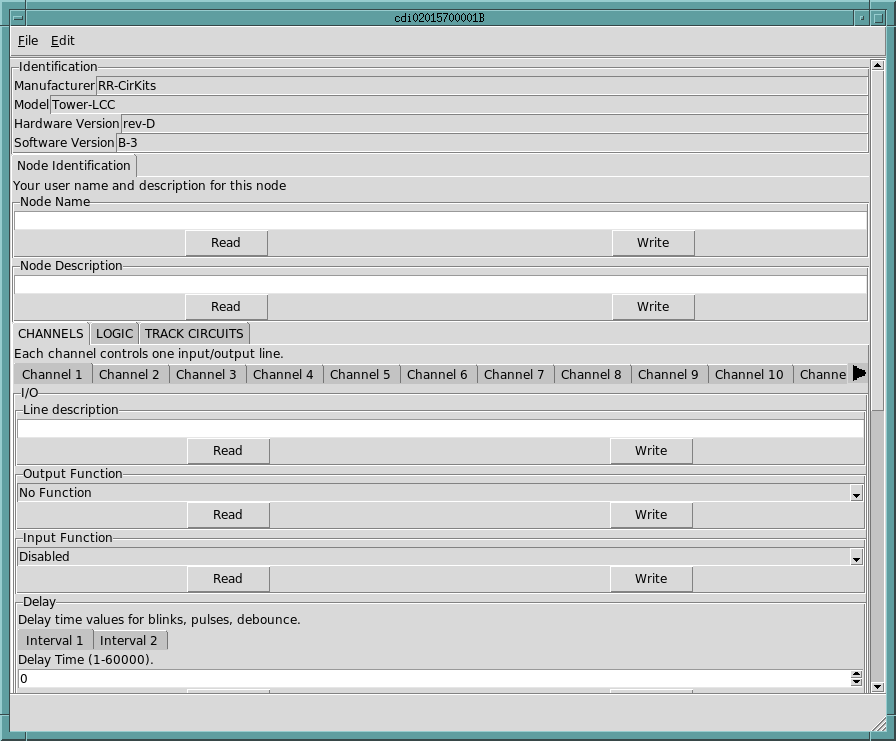 cdi02015700001B
File Edit
Identification
Manufacturer RR-CirKits
Model Tower-LCC
Hardware Version rev-D
Software Version B-3
Node Identification
Your user name and description for this node
Node Name
Read Write
Node Description
Read Write
CHANNELS LOGIC TRACK CIRCUITS
Each channel controls one input/output line.
Channel 1 Channel 2 Channel 3 Channel 4 Channel 5 Channel 6 Channel 7 Channel 8 Channel 9 Channel 10 Channe
I/O
Line description
Read Write
Output Function
No Function
Read Write
Input Function
Disabled
Read Write
Delay
Delay time values for blinks, pulses, debounce.
Interval 1 Interval 2
Delay Time (1-60000).
0